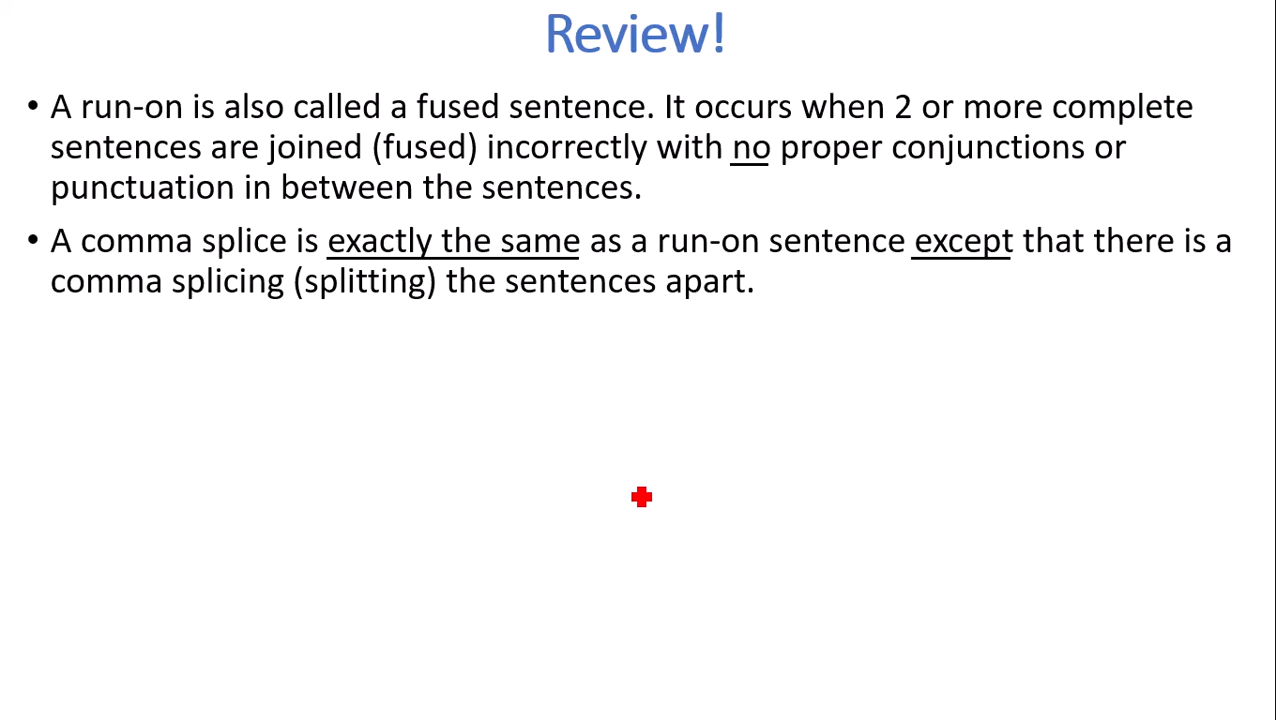 Review!
• A run-on is also called a fused sentence. It occurs when 2 or more complete
sentences are joined (fused) incorrectly with no proper conjunctions or
punctuation in between the sentences.
• A comma splice is exactly the same as a run-on sentence except that there is a
comma splicing (splitting) the sentences apart.